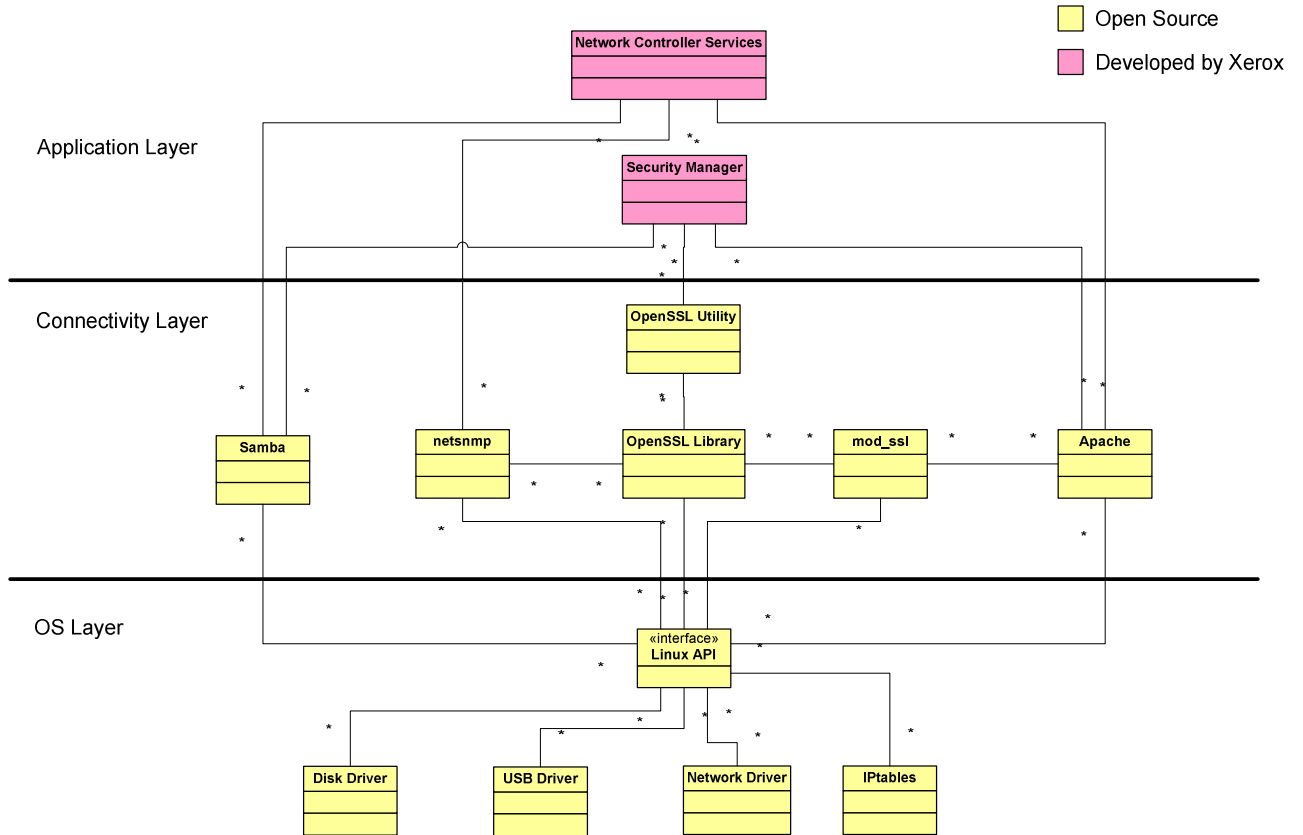 Open Source
Developed by Xerox
Network Controller Services
Application Layer
* * *
Security Manager
* * * *
Connectivity Layer
OpenSSL Utility
* * * * * * *
Samba
netsnmp
OpenSSL Library
* *
mod_ssl
* *
Apache
* *
* * * * *
* * * *
OS Layer
«interface»
Linux API
* *
* * * * * * * *
Disk Driver
USB Driver
Network Driver
IPtables